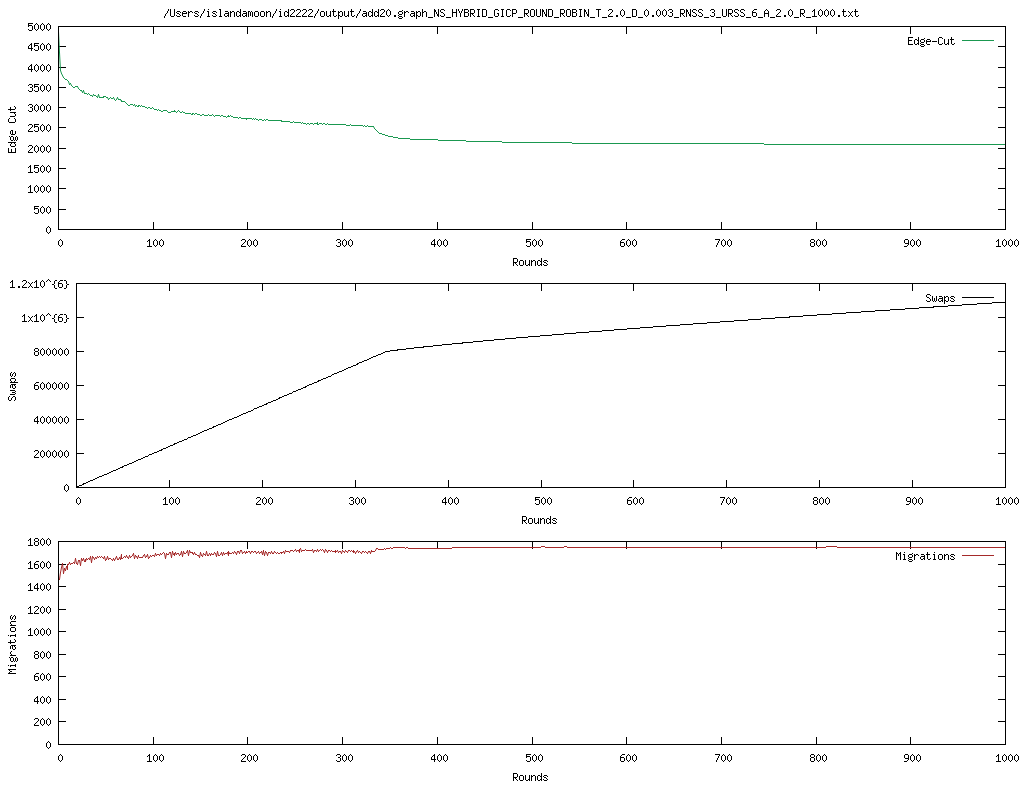 /Users/islandamoon/id2222/output/add20.graph_NS_HYBRID_GICP_ROUND_ROBIN_T_2.0_D_0.003_RNSS_3_URSS_6_A_2.0_R_1000.txt
5000
4500
4000
3500
3000
2500
2000
1500
1000
500
0
Edge Cut
Edge-Cut
0 100 200 300 400 500 600 700 800 900 1000
Rounds
1.2x10^{6}
1x10^{6}
800000
600000
400000
200000
0
Swaps
Swaps
0 100 200 300 400 500 600 700 800 900 1000
Rounds
1800
1600
1400
1200
1000
800
600
400
200
0
Migrations
Migrations
0 100 200 300 400 500 600 700 800 900 1000
Rounds